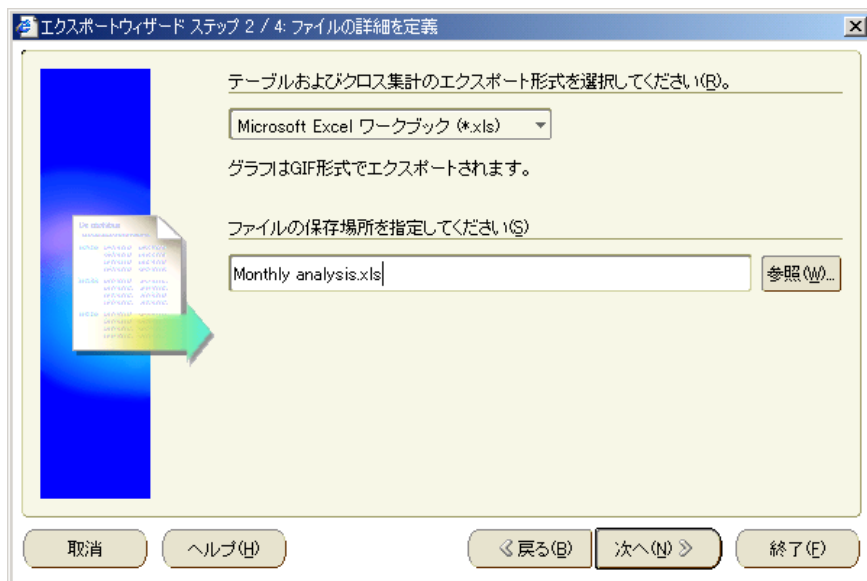 エクスポートウィザード ステップ 2 / 4: ファイルの詳細を定義
テーブルおよびクロス集計のエクスポート形式を選択してください(R)。
Microsoft Excel ワークブック (*.xls)
グラフはGIF形式でエクスポートされます。
ファイルの保存場所を指定してください(S)
Monthly analysis.xls
参照(W)...
取消
ヘルプ(H)
戻る(B)
次へ(N)
終了(F)